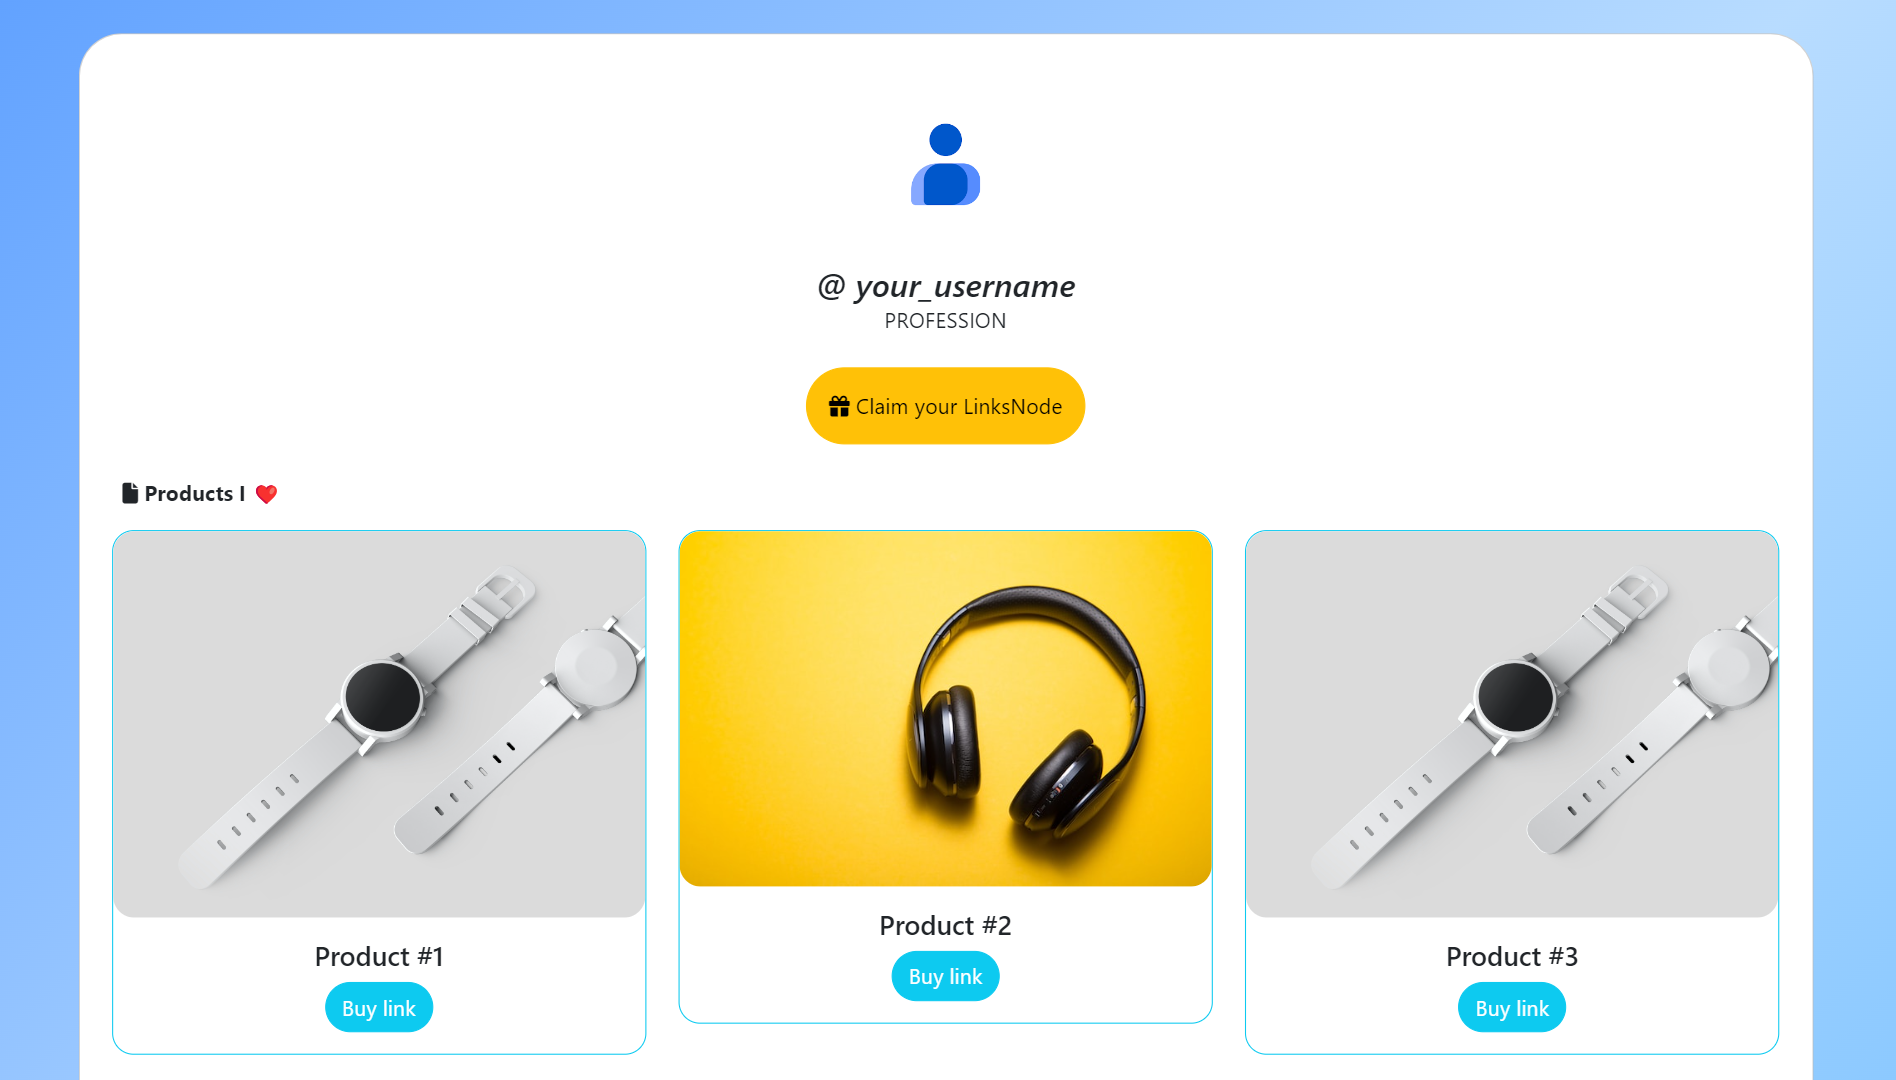 @ your_username
PROFESSION
Claim your LinksNode
Products I ❤️
Product #1
Buy link
Product #2
Buy link
Product #3
Buy link